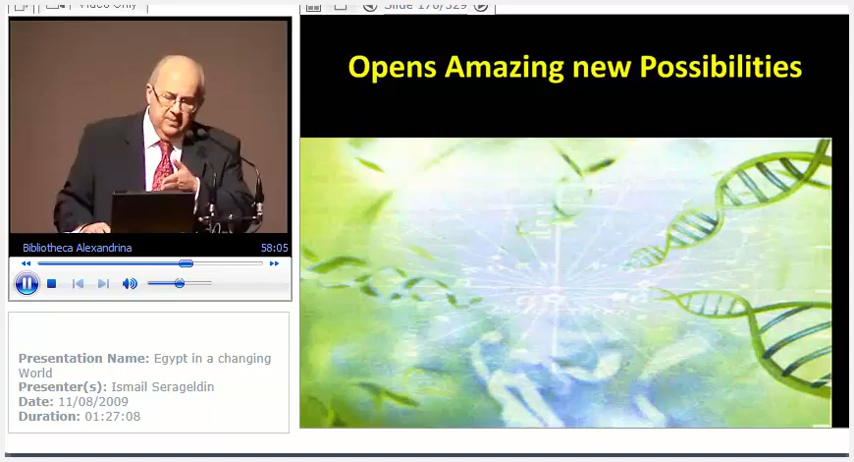 Video Only
Slide 170/329
Opens Amazing new Possibilities
Bibliotheca Alexandrina 58:05
Presentation Name: Egypt in a changing
World
Presenter(s): Ismail Serageldin
Date: 11/08/2009
Duration: 01:27:08